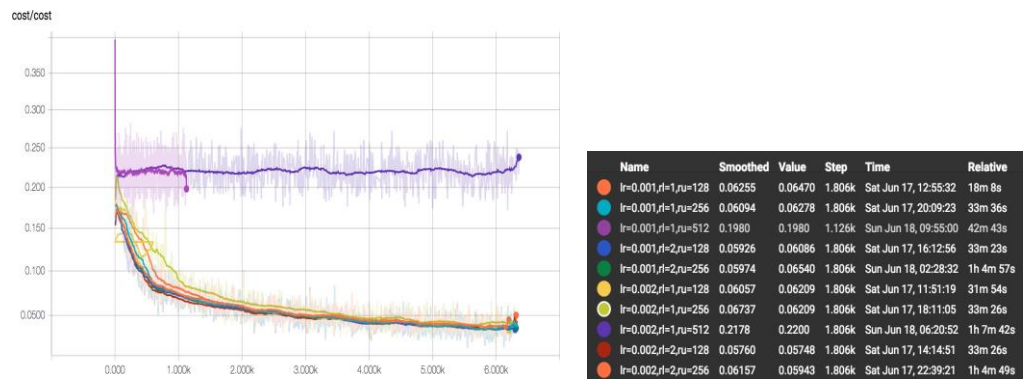 cost/cost
0.350
0.300
0.250
0.200
0.150
0.100
0.0500
0.000 1.000k 2.000k 3.000k 4.000k 5.000k 6.000k
Name Smoothed Value Step Time Relative
lr=0.001,rl=1,ru=128 0.06255 0.06470 1.806k Sat Jun 17, 12:55:32 18m 8s
lr=0.001,rl=1,ru=256 0.06094 0.06278 1.806k Sat Jun 17, 20:09:23 33m 36s
lr=0.001,rl=1,ru=512 0.1980 0.1980 1.126k Sun Jun 18, 09:55:00 42m 43s
lr=0.001,rl=2,ru=128 0.05926 0.06086 1.806k Sat Jun 17, 16:12:56 33m 23s
lr=0.001,rl=2,ru=256 0.05974 0.06540 1.806k Sun Jun 18, 02:28:32 1h 4m 57s
lr=0.002,rl=1,ru=128 0.06057 0.06209 1.806k Sat Jun 17, 11:51:19 31m 54s
lr=0.002,rl=1,ru=256 0.06737 0.06209 1.806k Sat Jun 17, 18:11:05 33m 26s
lr=0.002,rl=1,ru=512 0.2178 0.2200 1.806k Sun Jun 18, 06:20:52 1h 7m 42s
lr=0.002,rl=2,ru=128 0.05760 0.05748 1.806k Sat Jun 17, 14:14:51 33m 26s
lr=0.002,rl=2,ru=256 0.06157 0.05943 1.806k Sat Jun 17, 22:39:21 1h 4m 49s